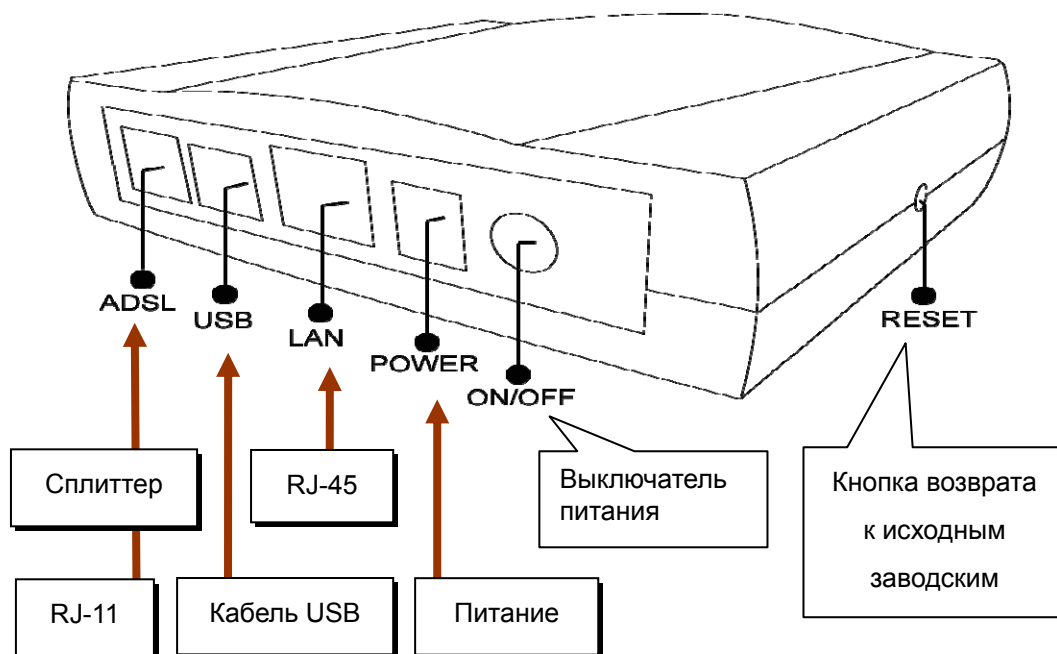 ADSL
USB
LAN
POWER
ON/OFF
RESET
Сплиттер
RJ-45
Выключатель
питания
Кнопка возврата
к исходным
заводским
RJ-11
Кабель USB
Питание